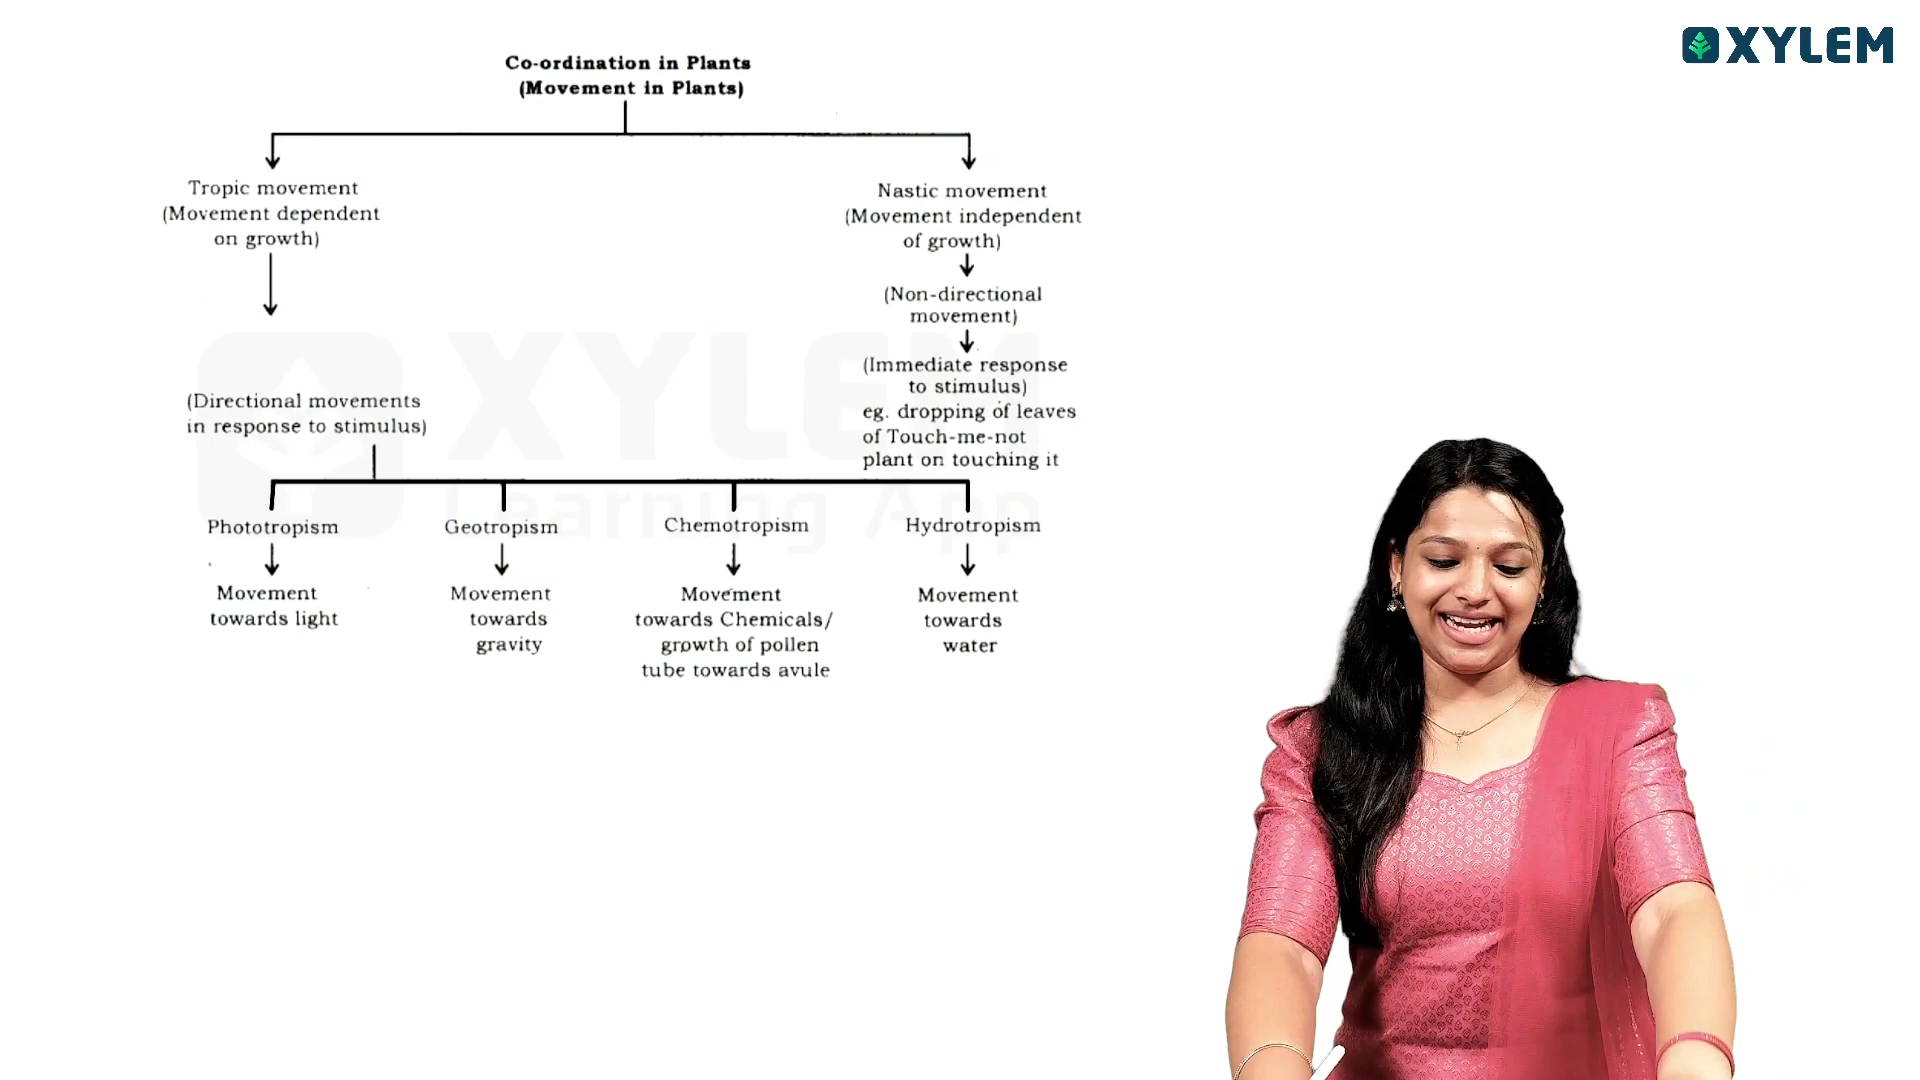 XYLEM
Co-ordination in Plants
(Movement in Plants)
Tropic movement
(Movement dependent
on growth)
Nastic movement
(Movement independent
of growth)
(Non-directional
movement)
(Immediate response
to stimulus)
eg. dropping of leaves
of Touch-me-not
plant on touching it
(Directional movements
in response to stimulus)
XYLEM
Learning App
Phototropism
Geotropism
Chemotropism
Hydrotropism
Movement
towards light
Movement
towards
gravity
Movement
towards Chemicals/
growth of pollen
tube towards avule
Movement
towards
water